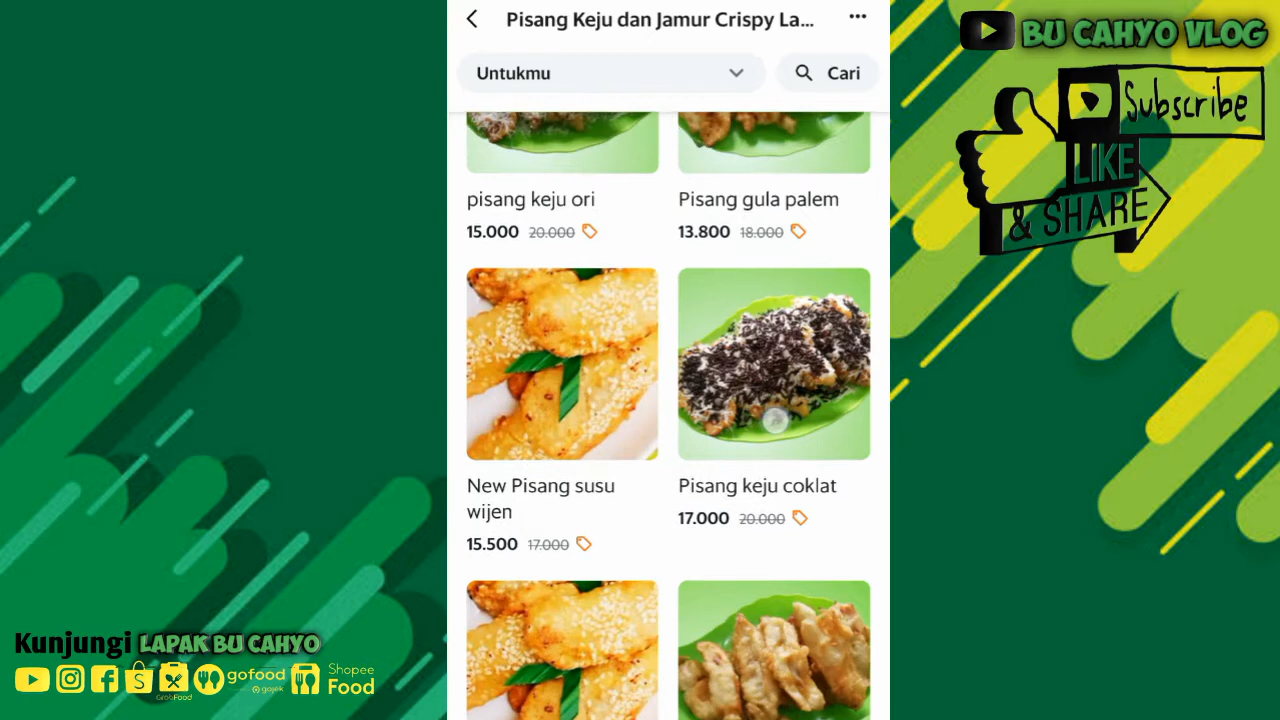 Pisang Keju dan Jamur Crispy La...
Untukmu
Cari
pisang keju ori
15.000 20.000
Pisang gula palem
13.800 18.000
New Pisang susu
wijen
15.500 17.000
Pisang keju coklat
17.000 20.000
BU CAHYO VLOG
Subscribe
LIKE
& SHARE
Kunjungi LAPAK BU CAHYO
GrabFood
gofood
gojek
Shopee
Food